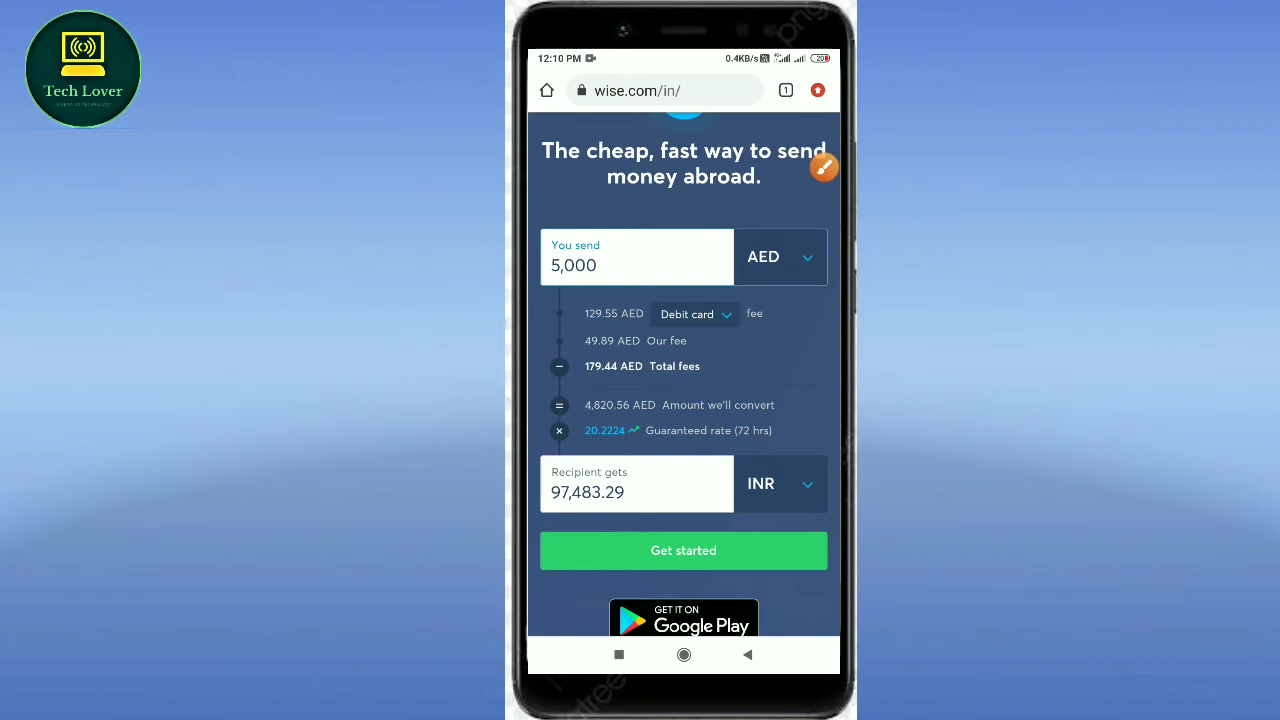 Tech Lover
12:10 PM
0.4KB/s
20
wise.com/in/
1
The cheap, fast way to send
money abroad.
You send
5,000
AED
129.55 AED Debit card fee
49.89 AED Our fee
179.44 AED Total fees
4,820.56 AED Amount we'll convert
20.2224 Guaranteed rate (72 hrs)
Recipient gets
97,483.29
INR
Get started
GET IT ON
Google Play